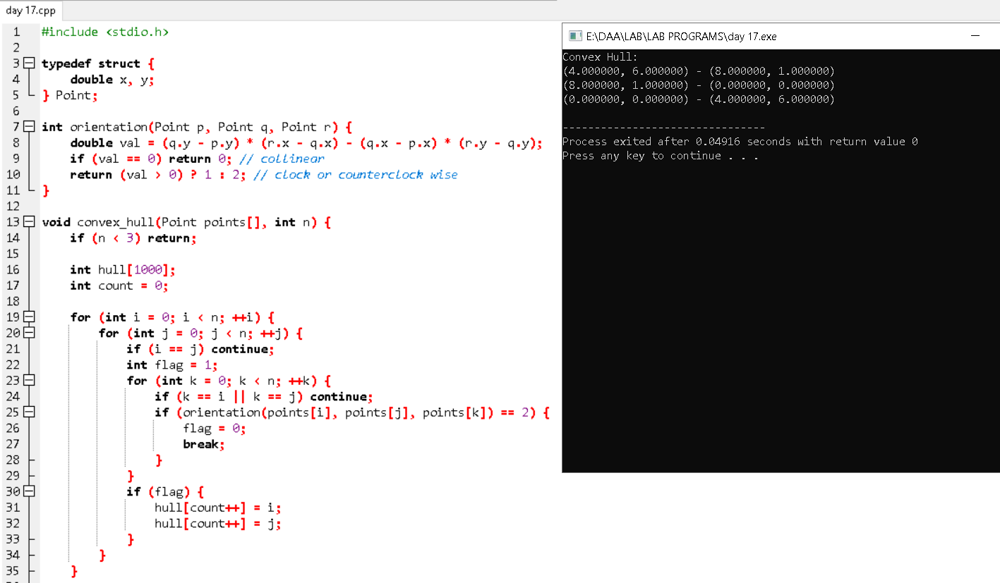 day 17.cpp
1 #include <stdio.h>
2
3 typedef struct {
4     double x, y;
5 } Point;
6
7 int orientation(Point p, Point q, Point r) {
8     double val = (q.y - p.y) * (r.x - q.x) - (q.x - p.x) * (r.y - q.y);
9     if (val == 0) return 0; // collinear
10     return (val > 0) ? 1 : 2; // clock or counterclock wise
11 }
12
13 void convex_hull(Point points[], int n) {
14     if (n < 3) return;
15
16     int hull[1000];
17     int count = 0;
18
19     for (int i = 0; i < n; ++i) {
20         for (int j = 0; j < n; ++j) {
21             if (i == j) continue;
22             int flag = 1;
23             for (int k = 0; k < n; ++k) {
24                 if (k == i || k == j) continue;
25                 if (orientation(points[i], points[j], points[k]) == 2) {
26                     flag = 0;
27                     break;
28                 }
29             }
30             if (flag) {
31                 hull[count++] = i;
32                 hull[count++] = j;
33             }
34         }
35     }
E:\DAA\LAB\LAB PROGRAMS\day 17.exe
Convex Hull:
(4.000000, 6.000000) - (8.000000, 1.000000)
(8.000000, 1.000000) - (0.000000, 0.000000)
(0.000000, 0.000000) - (4.000000, 6.000000)
--------------------------------
Process exited after 0.04916 seconds with return value 0
Press any key to continue . . .